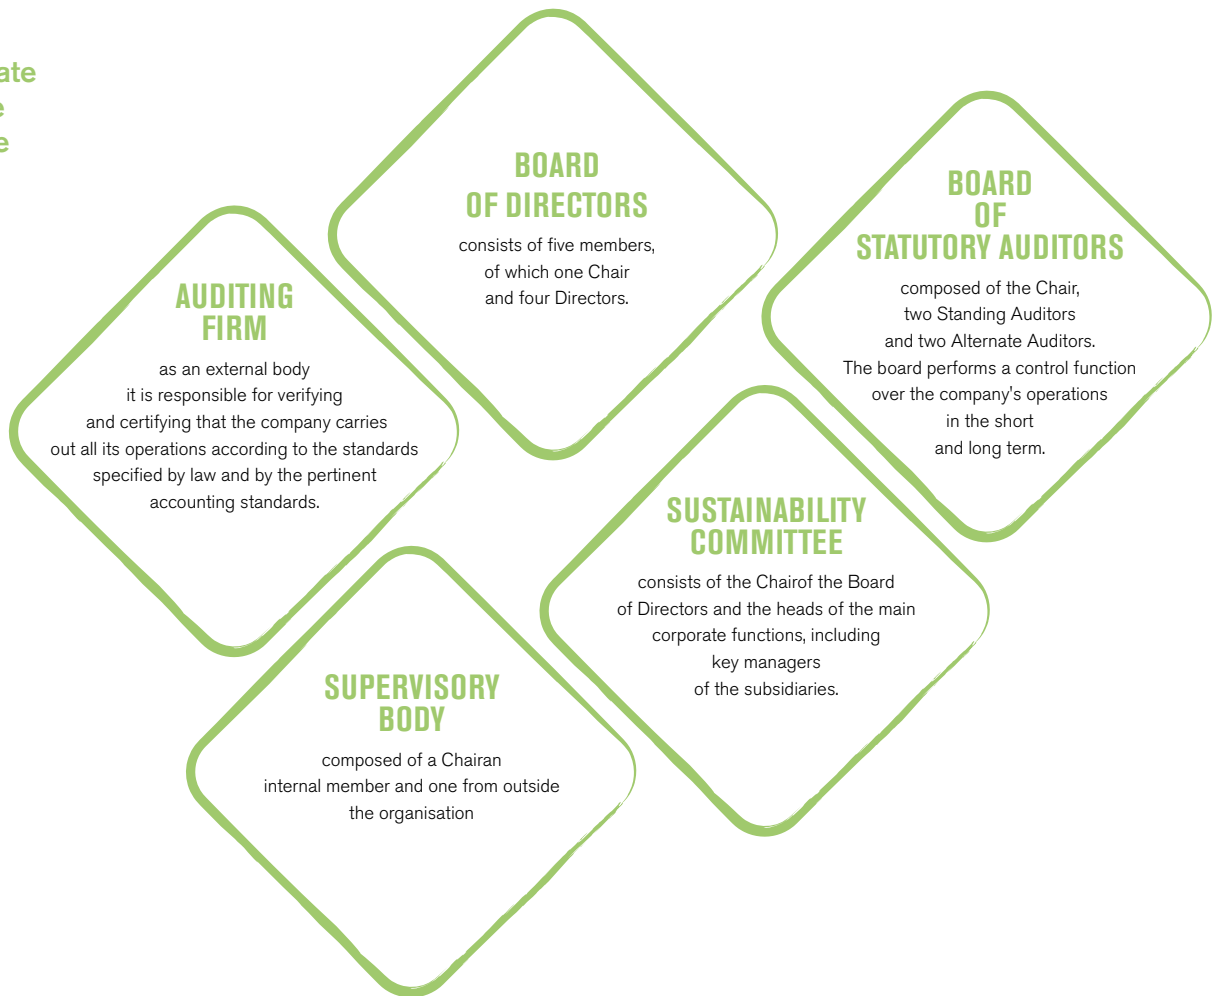 ate
e
e
BOARD
OF DIRECTORS
consists of five members,
of which one Chair
and four Directors.
BOARD
OF
STATUTORY AUDITORS
composed of the Chair,
two Standing Auditors
and two Alternate Auditors.
The board performs a control function
over the company's operations
in the short
and long term.
AUDITING
FIRM
as an external body
it is responsible for verifying
and certifying that the company carries
out all its operations according to the standards
specified by law and by the pertinent
accounting standards.
SUSTAINABILITY
COMMITTEE
consists of the Chairof the Board
of Directors and the heads of the main
corporate functions, including
key managers
of the subsidiaries.
SUPERVISORY
BODY
composed of a Chairan
internal member and one from outside
the organisation